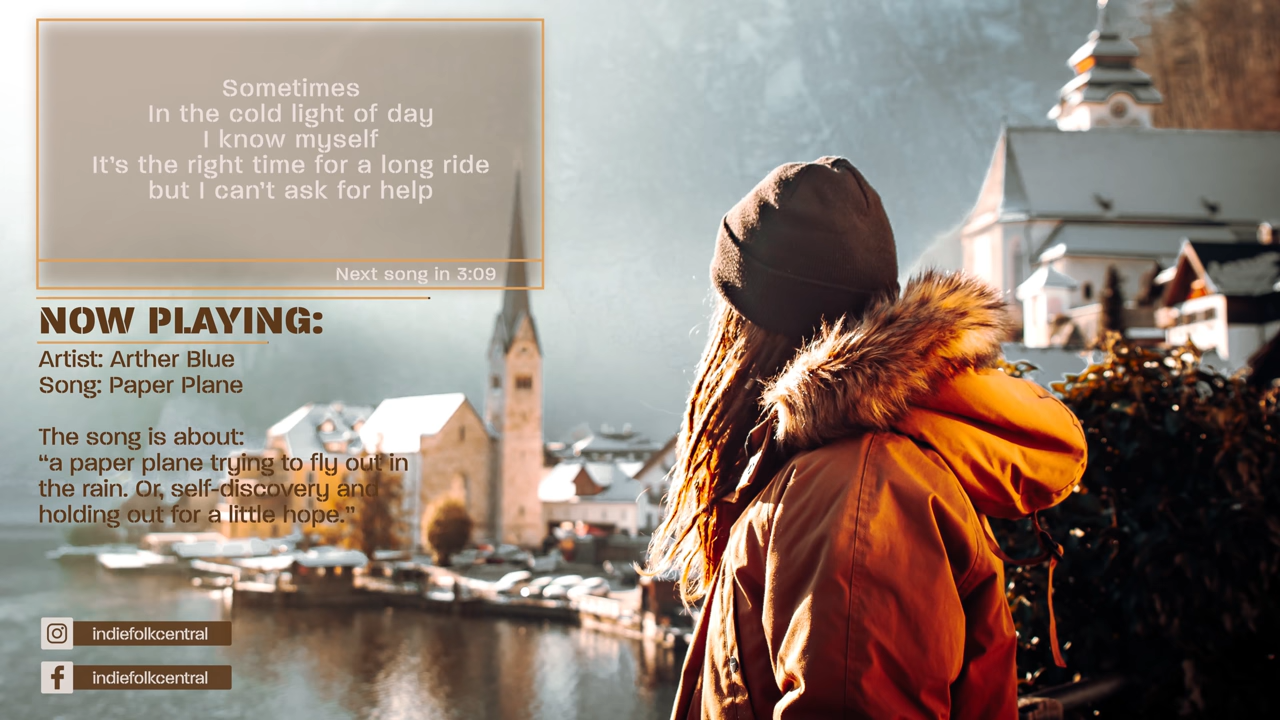 Sometimes
In the cold light of day
I know myself
It's the right time for a long ride
but I can't ask for help
Next song in 3:09
NOW PLAYING:
Artist: Arther Blue
Song: Paper Plane
The song is about:
“a paper plane trying to fly out in
the rain. Or, self-discovery and
holding out for a little hope.”
indiefolkcentral
indiefolkcentral